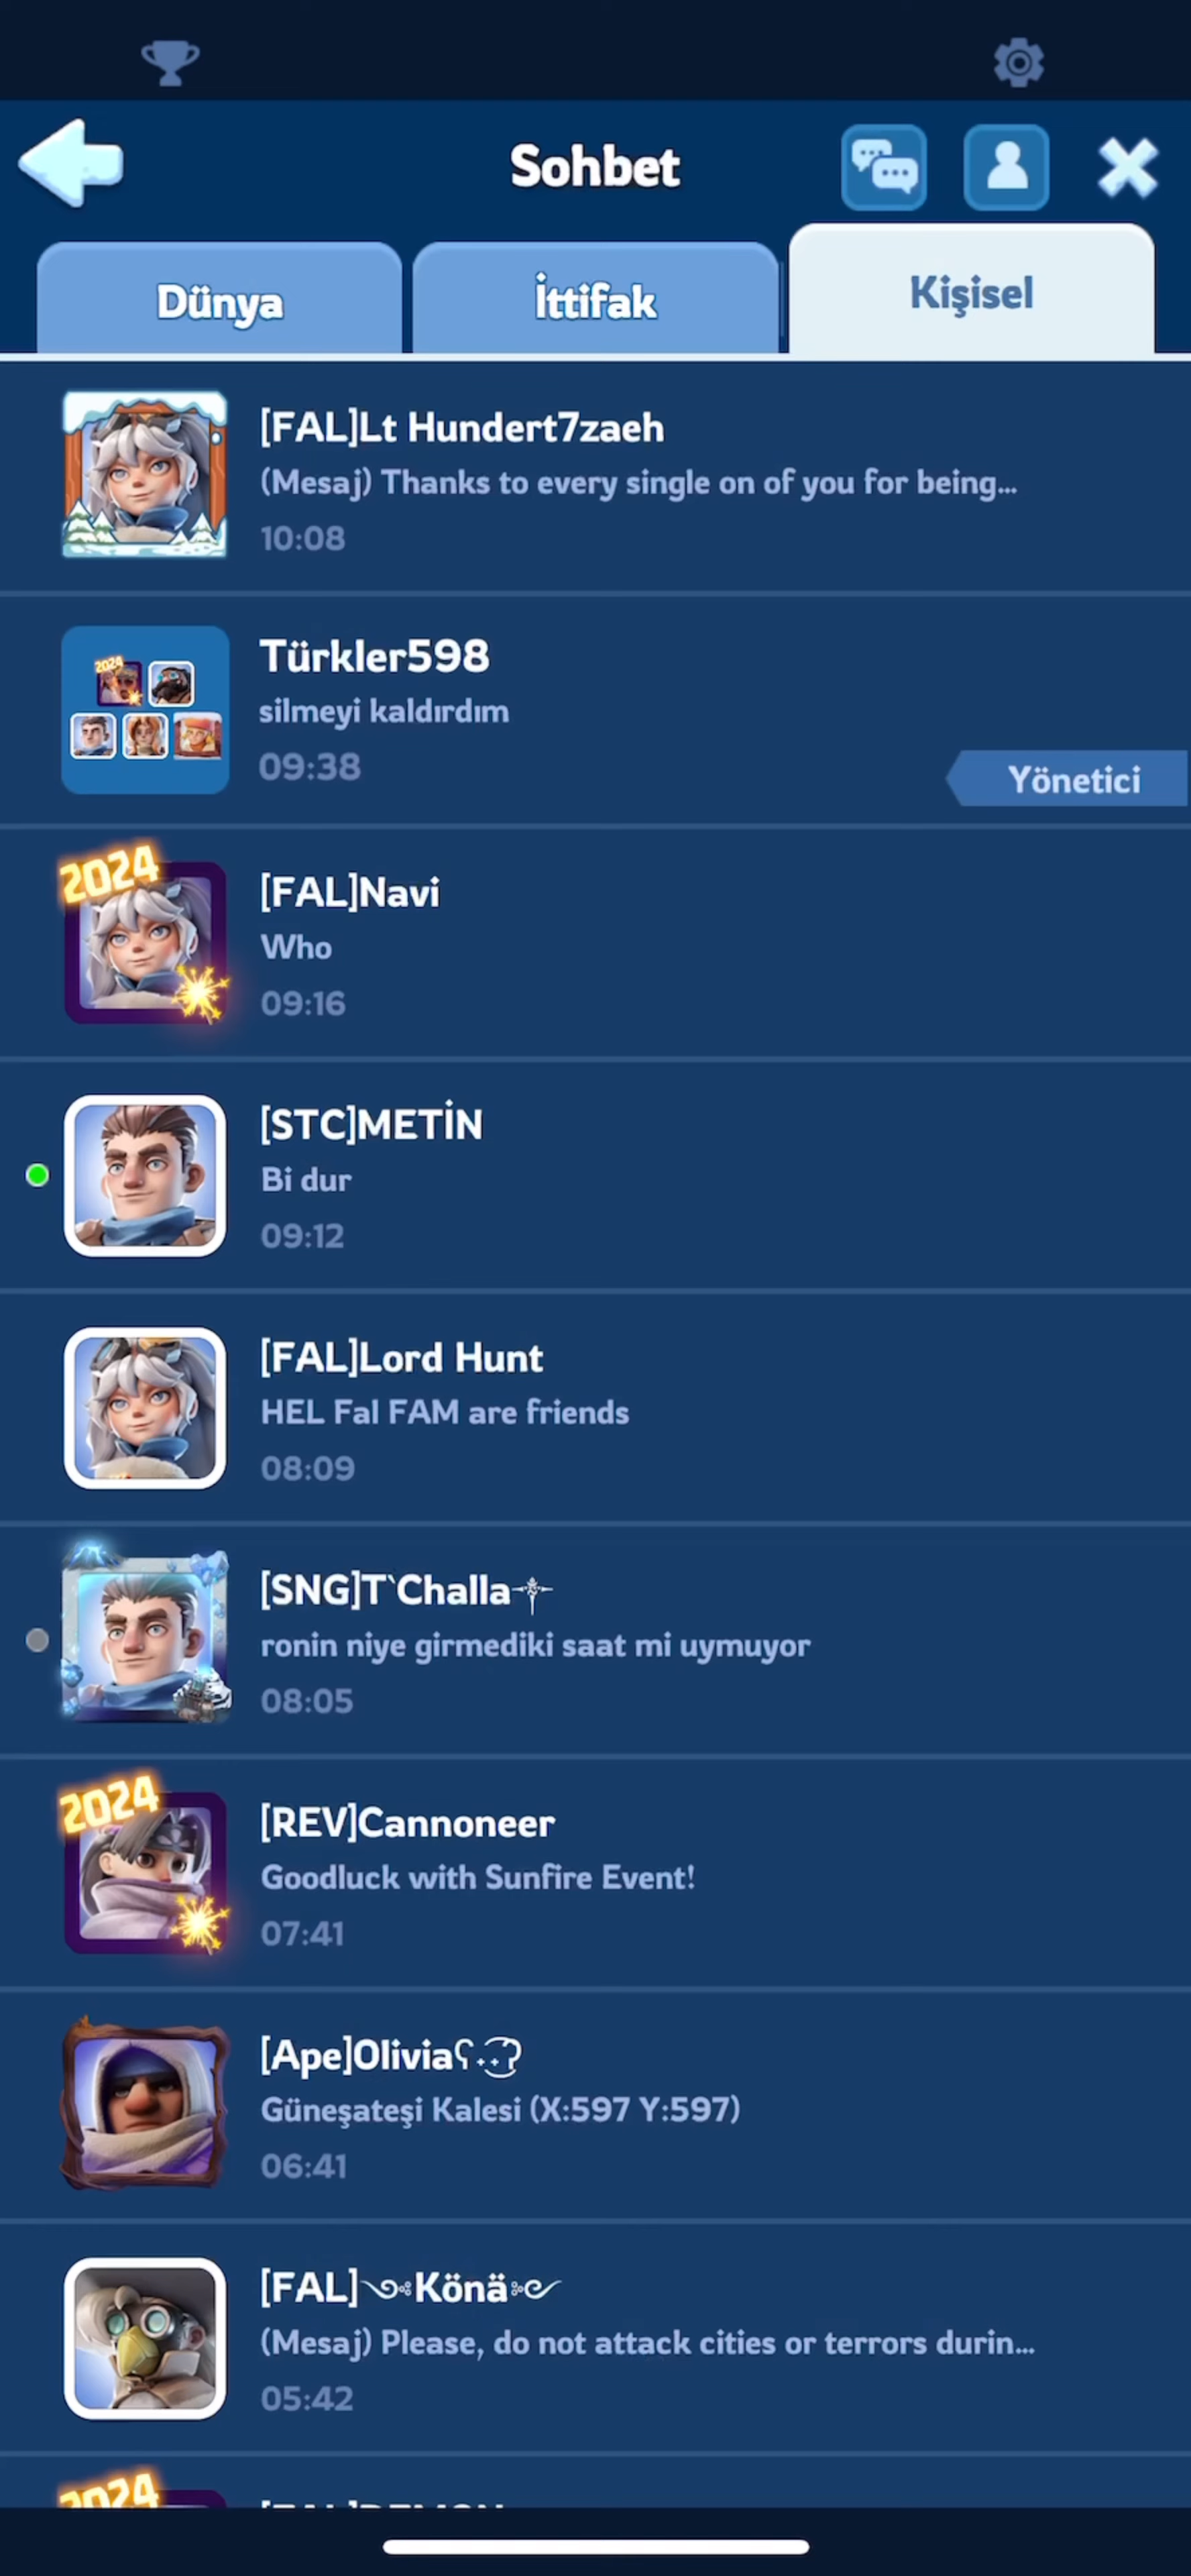 Sohbet
Dünya
İttifak
Kişisel
[FAL]Lt Hundert7zaeh
(Mesaj) Thanks to every single on of you for being...
10:08
2024
Türkler598
silmeyi kaldırdım
09:38
Yönetici
2024
[FAL]Navi
Who
09:16
[STC]METİN
Bi dur
09:12
[FAL]Lord Hunt
HEL Fal FAM are friends
08:09
[SNG]T`Challa
ronin niye girmediki saat mi uymuyor
08:05
2024
[REV]Cannoneer
Goodluck with Sunfire Event!
07:41
[Ape]Olivia
Güneşateşi Kalesi (X:597 Y:597)
06:41
[FAL]Könä
(Mesaj) Please, do not attack cities or terrors durin...
05:42
2024